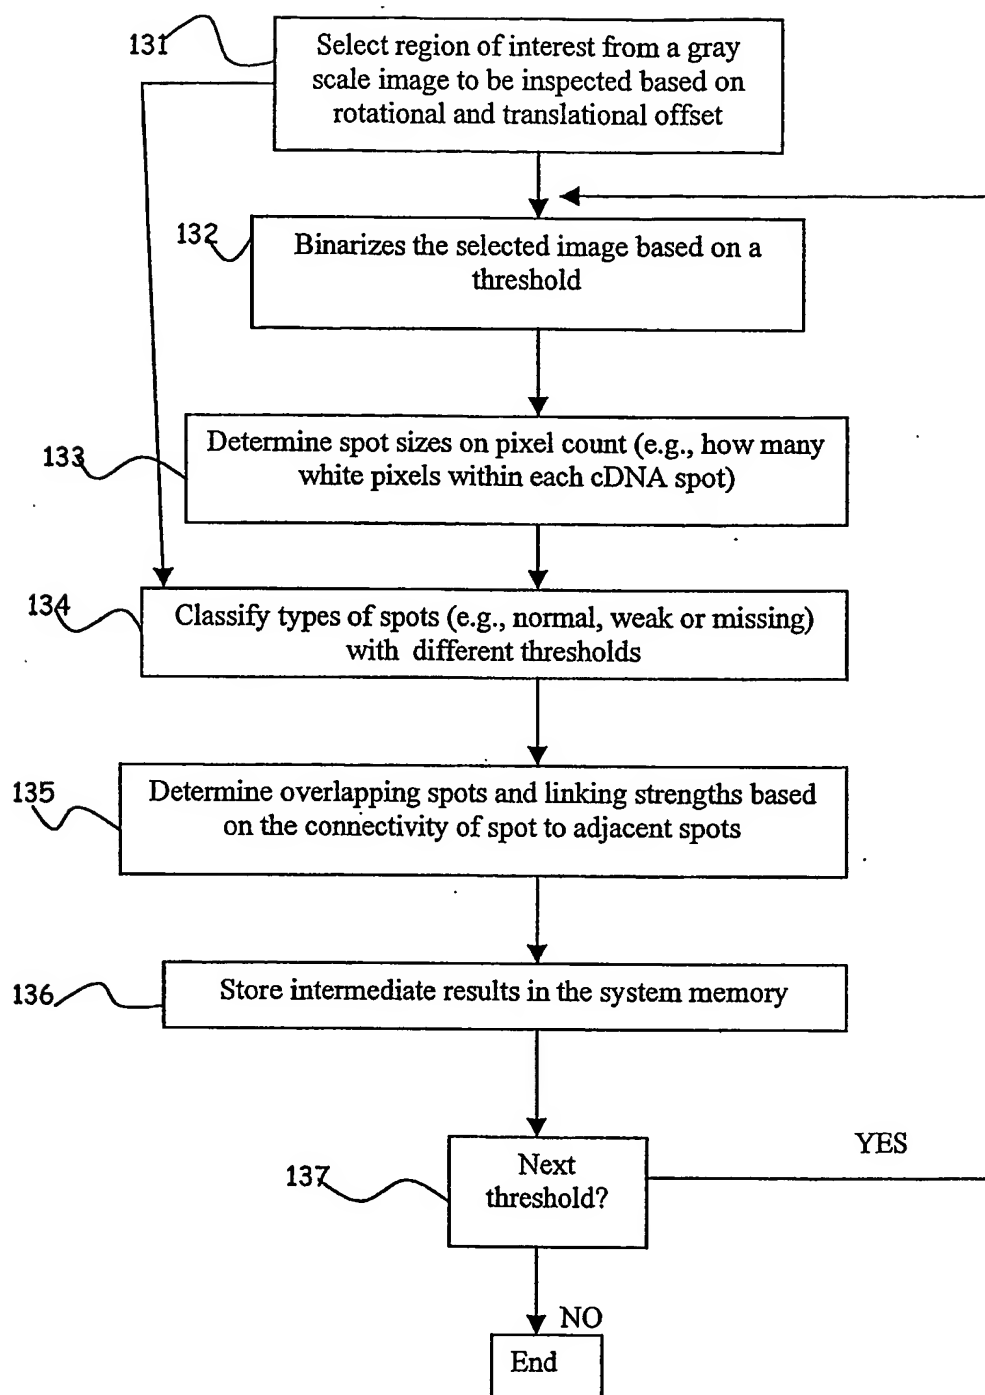 131
Select region of interest from a gray
scale image to be inspected based on
rotational and translational offset
132
Binarizes the selected image based on a
threshold
133
Determine spot sizes on pixel count (e.g., how many
white pixels within each cDNA spot)
134
Classify types of spots (e.g., normal, weak or missing)
with different thresholds
135
Determine overlapping spots and linking strengths based
on the connectivity of spot to adjacent spots
136
Store intermediate results in the system memory
137
Next
threshold?
YES
NO
End